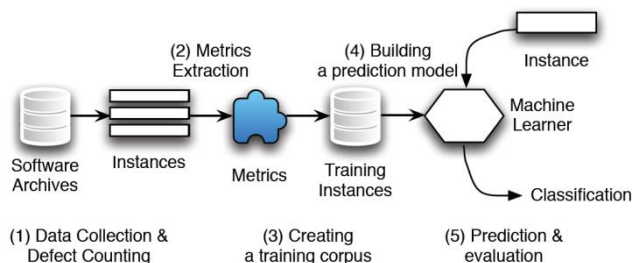 (2) Metrics
Extraction
(4) Building
a prediction model
Instance
Software
Archives
Instances
Metrics
Training
Instances
Machine
Learner
Classification
(1) Data Collection &
Defect Counting
(3) Creating
a training corpus
(5) Prediction &
evaluation